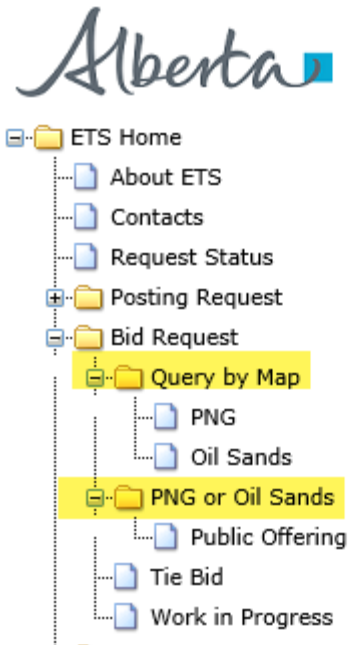 Alberta
ETS Home
About ETS
Contacts
Request Status
Posting Request
Bid Request
Query by Map
PNG
Oil Sands
PNG or Oil Sands
Public Offering
Tie Bid
Work in Progress